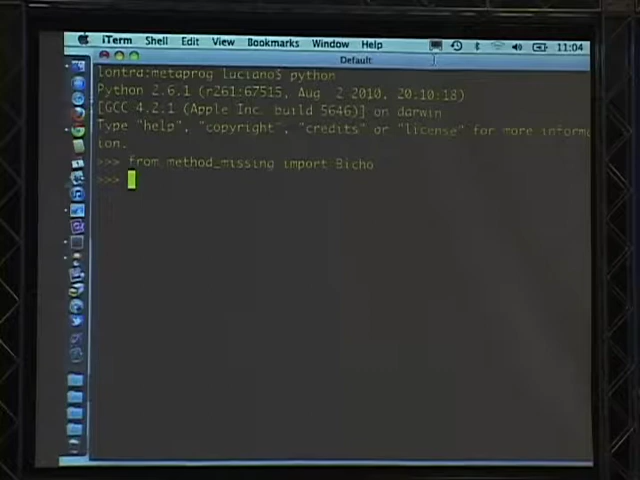 iTerm Shell Edit View Bookmarks Window Help 11:04
Default
lontra:metaprog luciano$ python
Python 2.6.1 (r261:67515, Aug  2 2010, 20:10:18)
[GCC 4.2.1 (Apple Inc. build 5646)] on darwin
Type "help", "copyright", "credits" or "license" for more inform
ion.
>>> from method_missing import Bicho
>>>